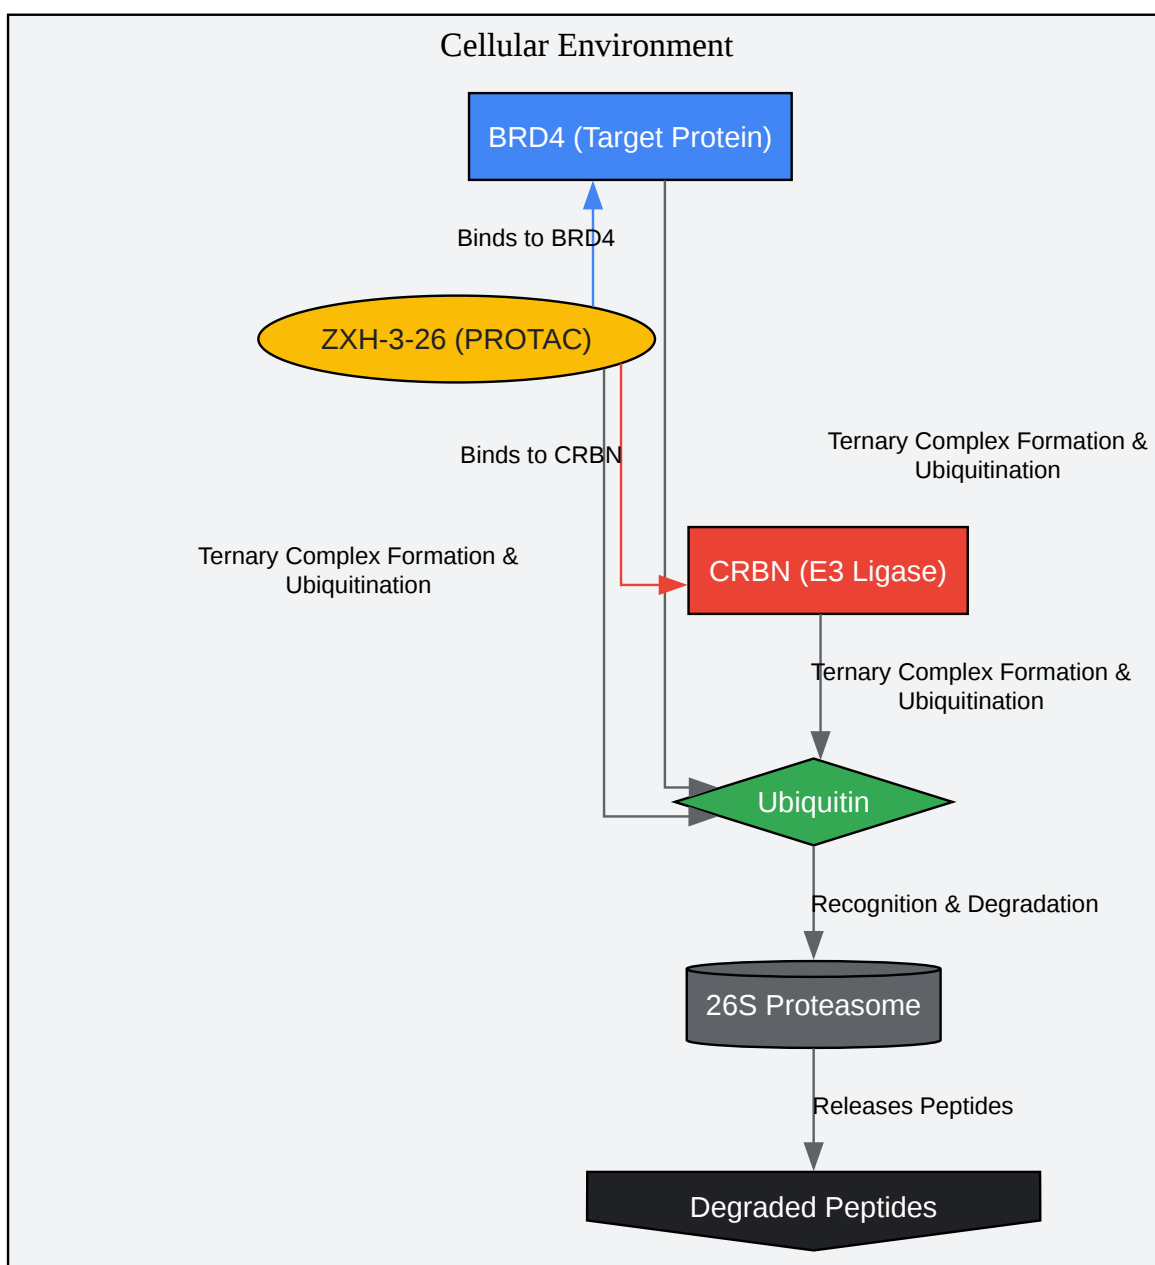 Cellular Environment
BRD4 (Target Protein)
Binds to BRD4
ZXH-3-26 (PROTAC)
Binds to CRBN
Ternary Complex Formation &
Ubiquitination
Ternary Complex Formation &
Ubiquitination
CRBN (E3 Ligase)
Ternary Complex Formation &
Ubiquitination
Ubiquitin
Recognition & Degradation
26S Proteasome
Releases Peptides
Degraded Peptides